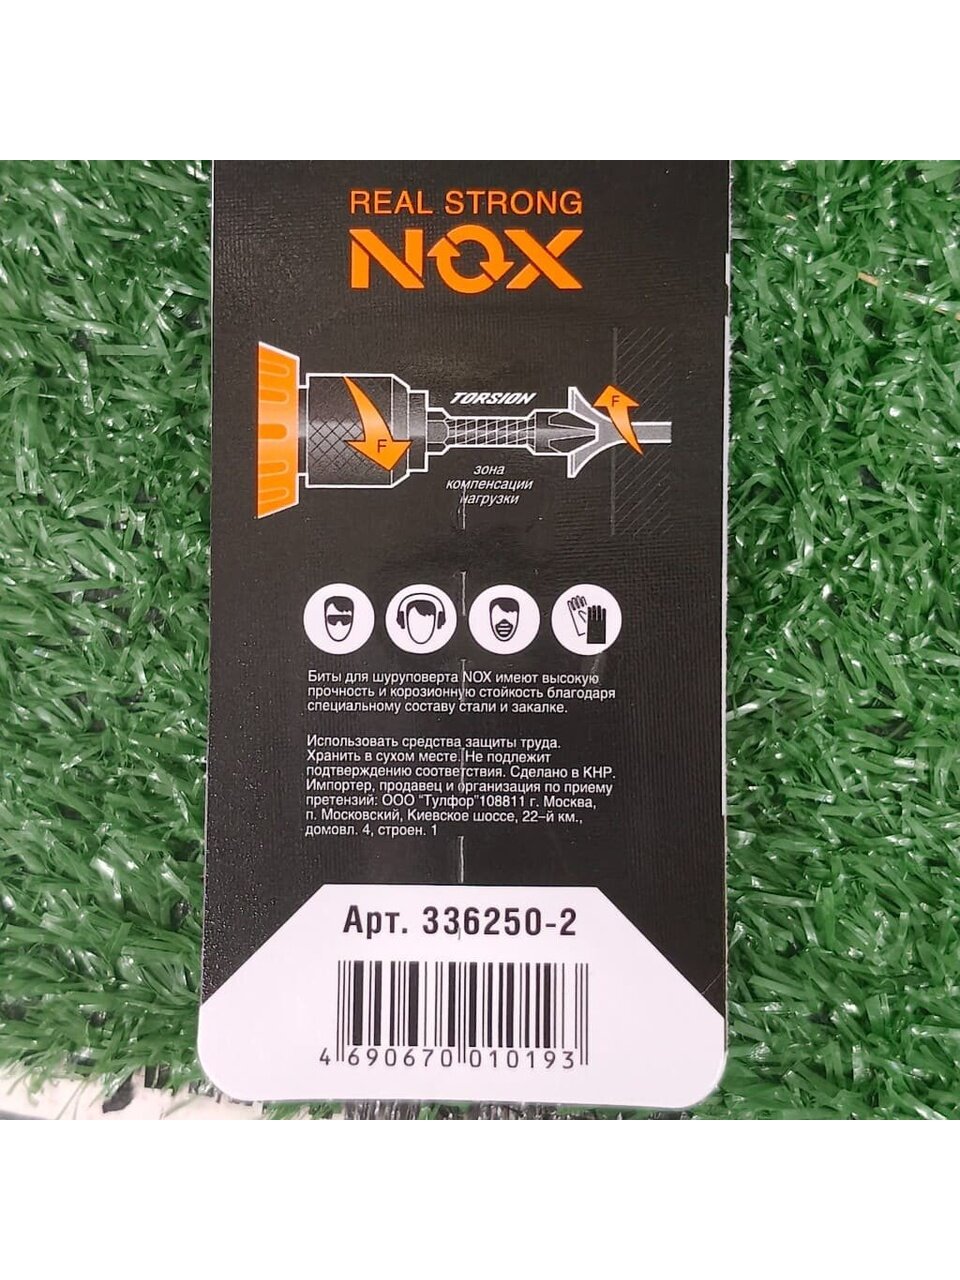 REAL STRONG
NOX
TORSION
F
F
зона
компенсации
нагрузки
Биты для шуруповерта NOX имеют высокую
прочность и корозионную стойкость благодаря
специальному составу стали и закалке.
Использовать средства защиты труда.
Хранить в сухом месте. Не подлежит
подтверждению соответствия. Сделано в КНР.
Импортер, продавец и организация по приему
претензий: ООО "Тулфор"108811 г. Москва,
п. Московский, Киевское шоссе, 22-й км.,
домовл. 4, строен. 1
Арт. 336250-2
4 690670 010193